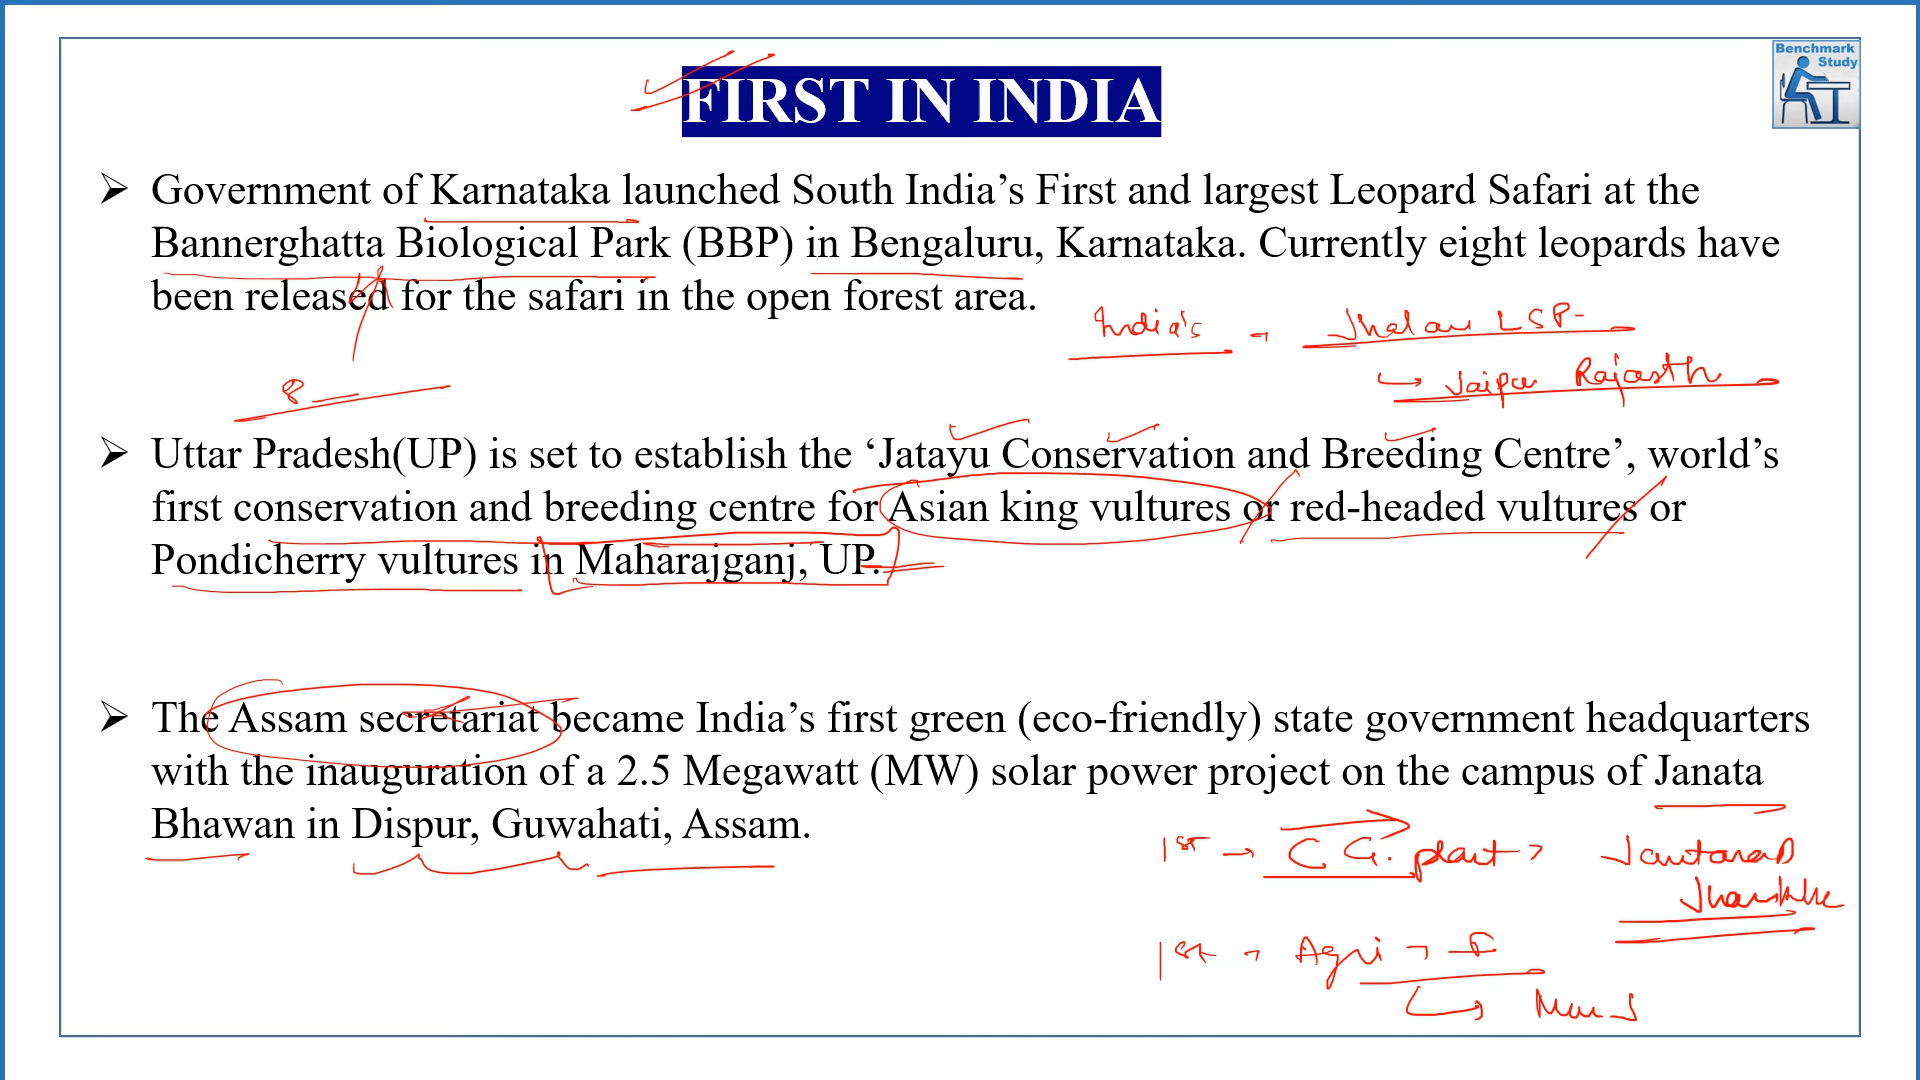 Benchmark
Study
FIRST IN INDIA
➢ Government of Karnataka launched South India’s First and largest Leopard Safari at the
Bannerghatta Biological Park (BBP) in Bengaluru, Karnataka. Currently eight leopards have
been released for the safari in the open forest area.
India's
8
Jaipur Rajasth
➢ Uttar Pradesh(UP) is set to establish the ‘Jatayu Conservation and Breeding Centre’, world’s
first conservation and breeding centre for Asian king vultures or red-headed vultures or
Pondicherry vultures in Maharajganj, UP.
➢ The Assam secretariat became India’s first green (eco-friendly) state government headquarters
with the inauguration of a 2.5 Megawatt (MW) solar power project on the campus of Janata
Bhawan in Dispur, Guwahati, Assam.
1st → C G. plant
1st Agri